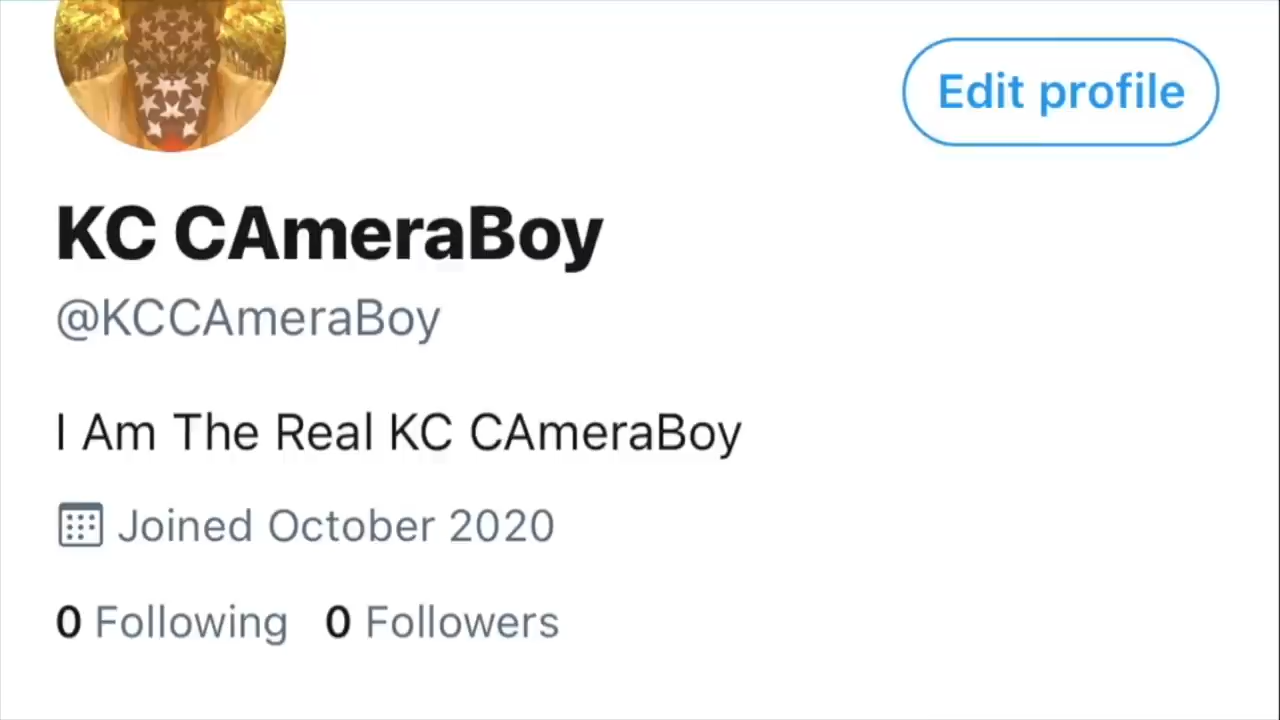 Edit profile
KC CAmeraBoy
@KCCAmeraBoy
I Am The Real KC CAmeraBoy
Joined October 2020
0 Following 0 Followers